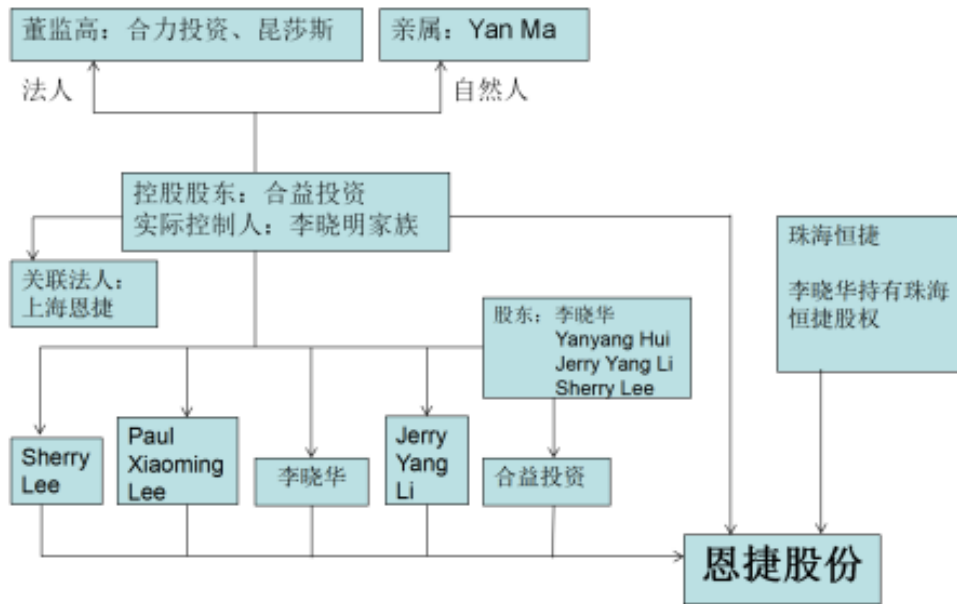 董监高：合力投资、昆莎斯
亲属：Yan Ma
法人
自然人
控股股东：合益投资
实际控制人：李晓明家族
关联法人：
上海恩捷
珠海恒捷
李晓华持有珠海
恒捷股权
股东：李晓华
Yanyang Hui
Jerry Yang Li
Sherry Lee
Sherry
Lee
Paul
Xiaoming
Lee
李晓华
Jerry
Yang
Li
合益投资
恩捷股份